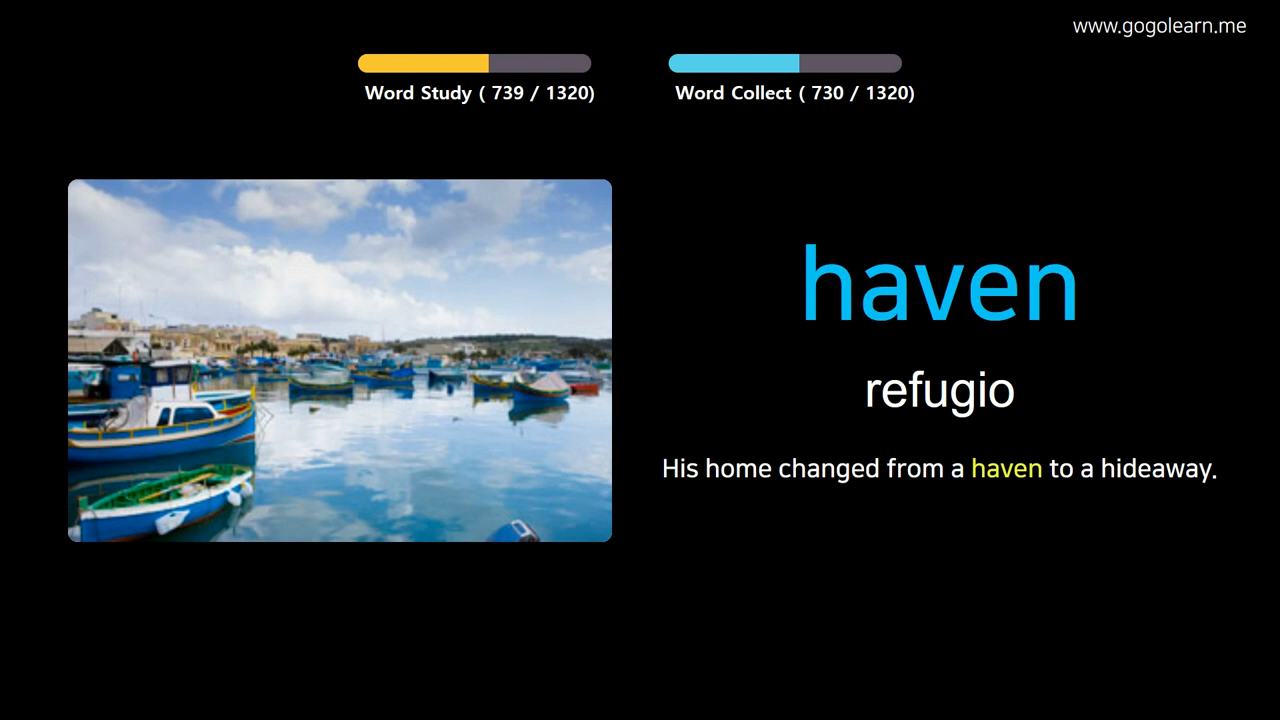 www.gogolearn.me
Word Study ( 739 / 1320)
Word Collect ( 730 / 1320)
haven
refugio
His home changed from a haven to a hideaway.